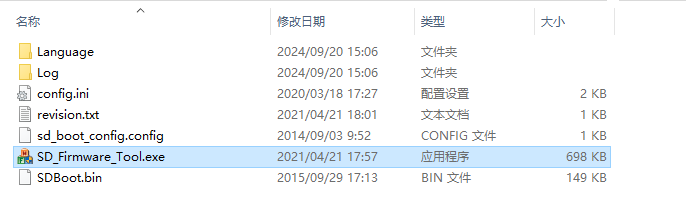 名称 修改日期 类型 大小
Language 2024/09/20 15:06 文件夹
Log 2024/09/20 15:06 文件夹
config.ini 2020/03/18 17:27 配置设置 2 KB
revision.txt 2021/04/21 18:01 文本文档 1 KB
sd_boot_config.config 2014/09/03 9:52 CONFIG 文件 1 KB
SD_Firmware_Tool.exe 2021/04/21 17:57 应用程序 698 KB
SDBoot.bin 2015/09/29 17:13 BIN 文件 149 KB